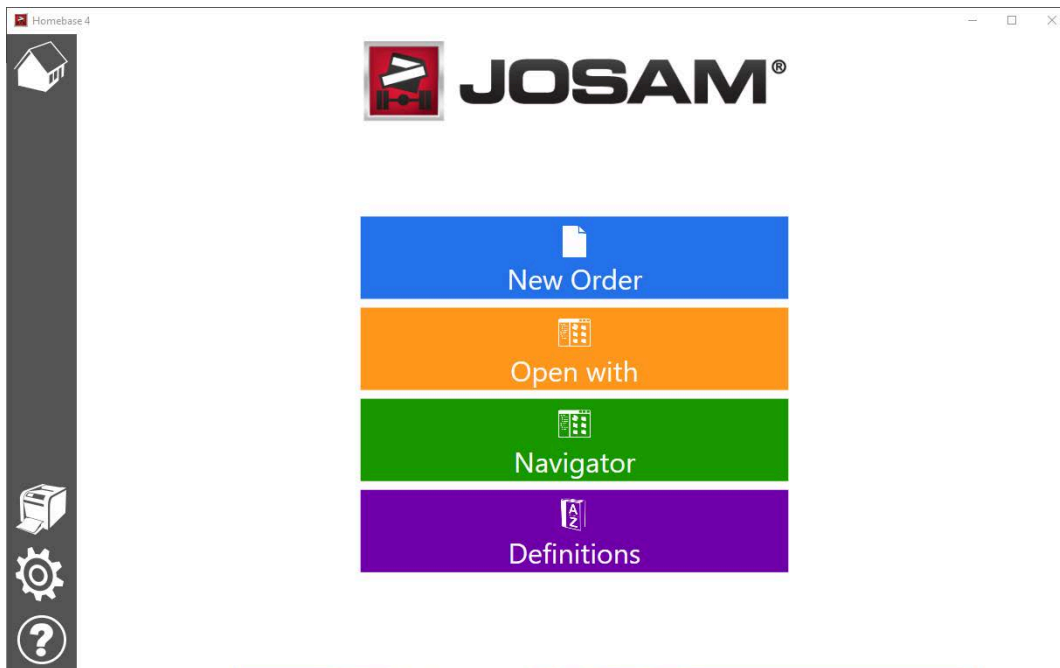 Homebase 4
JOSAM®
New Order
Open with
Navigator
A
Z
Definitions
?